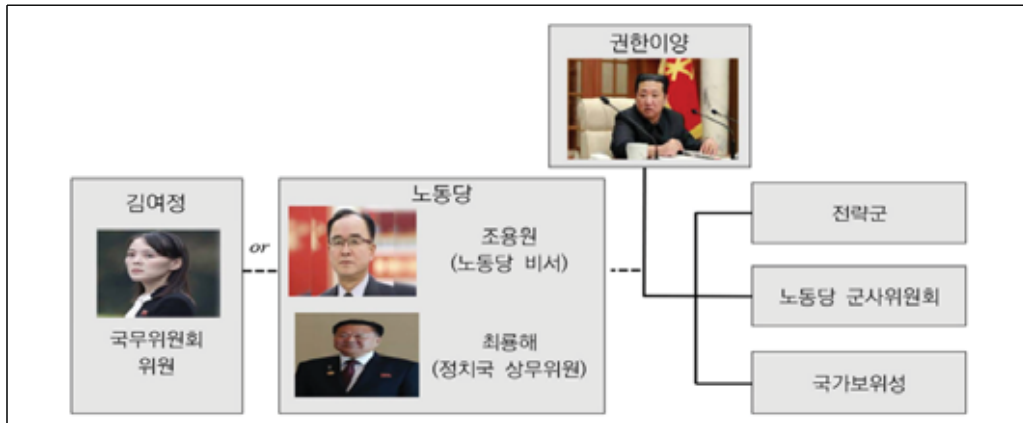 권한이양
김여정
or
국무위원회
위원
노동당
조용원
(노동당 비서)
최룡해
(정치국 상무위원)
전략군
노동당 군사위원회
국가보위성